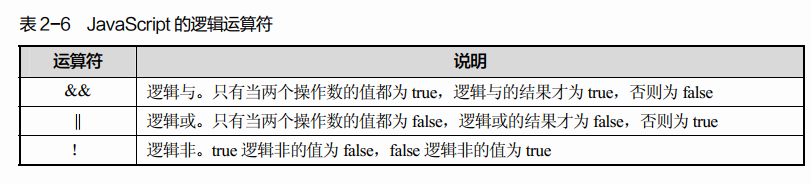 表 2-6 JavaScript 的逻辑运算符
运算符 说明
&& 逻辑与。只有当两个操作数的值都为 true，逻辑与的结果才为 true，否则为 false
|| 逻辑或。只有当两个操作数的值都为 false，逻辑或的结果才为 false，否则为 true
! 逻辑非。true 逻辑非的值为 false，false 逻辑非的值为 true